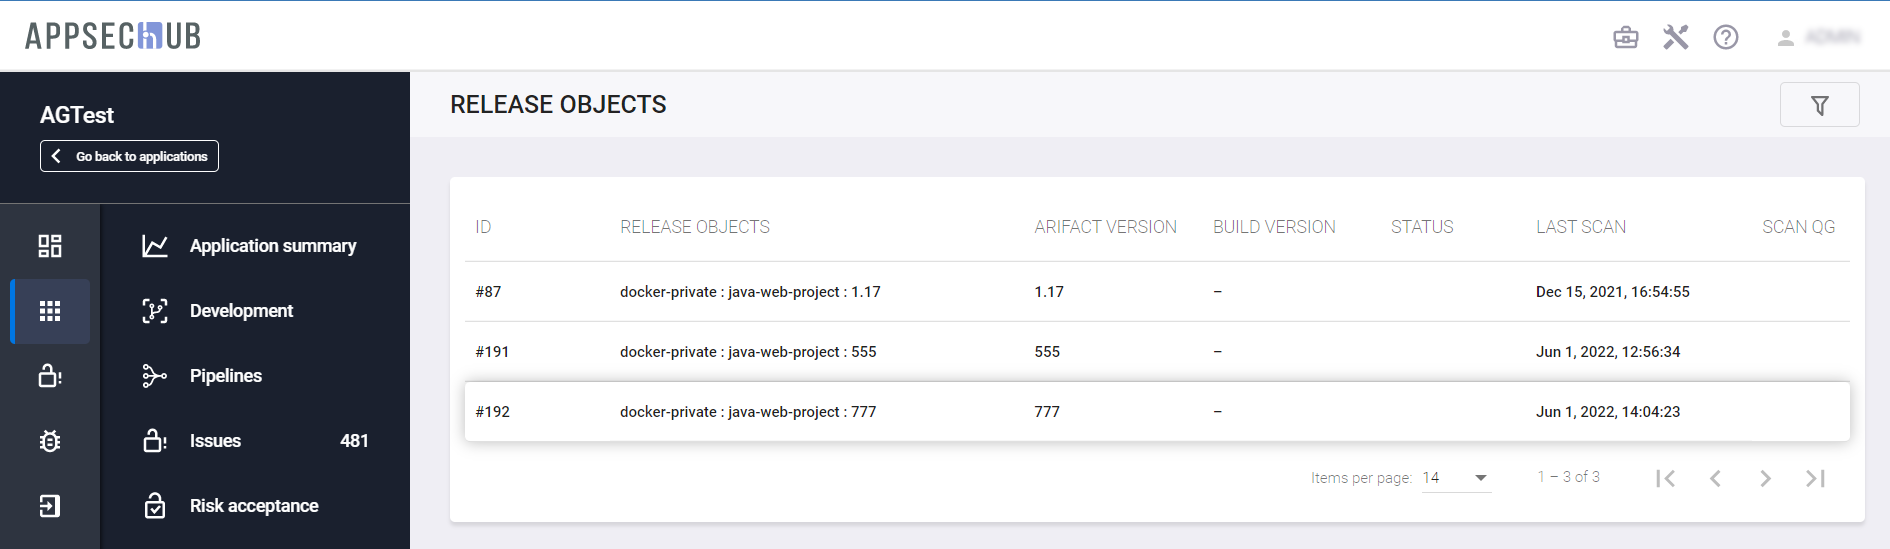 APPSECHUB
ADMIN
AGTest
Go back to applications
RELEASE OBJECTS
Application summary
Development
Pipelines
Issues 481
Risk acceptance
ID RELEASE OBJECTS ARIFACT VERSION BUILD VERSION STATUS LAST SCAN SCAN QG
#87 docker-private : java-web-project : 1.17 1.17 – Dec 15, 2021, 16:54:55
#191 docker-private : java-web-project : 555 555 – Jun 1, 2022, 12:56:34
#192 docker-private : java-web-project : 777 777 – Jun 1, 2022, 14:04:23
Items per page: 14 1 – 3 of 3